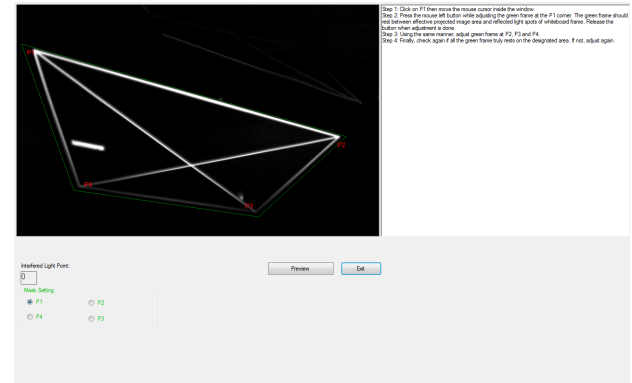 Step 1: Click on P1 then move the mouse cursor inside the window.
Step 2: Press the mouse left button while adjusting the green frame at the P1 corner. The green frame should
rest between effective projected image area and reflected light spots of whiteboard frame. Release the
button when adjustment is done.
Step 3: Using the same manner, adjust green frame at P2, P3 and P4.
Step 4: Finally, check again if all the green frame truly rests on the designated area. If not, adjust again.
P2
P4
P3
Interfered Light Point:
0
Preview
Exit
Mask Setting
P1
P2
P4
P3